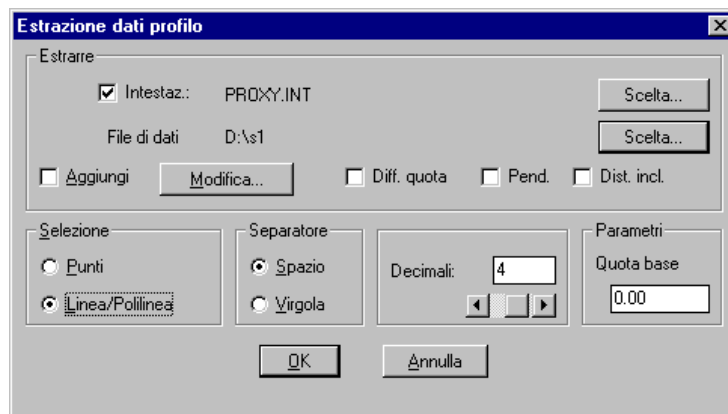 Estrazione dati profilo
Estrarre
Intestaz.: PROXY.INT Scelta...
File di dati D:\s1 Scelta...
Aggiungi Modifica... Diff. quota Pend. Dist. incl.
Selezione
Punti
Linea/Polilinea
Separatore
Spazio
Virgola
Decimali: 4
Parametri
Quota base
0.00
OK Annulla